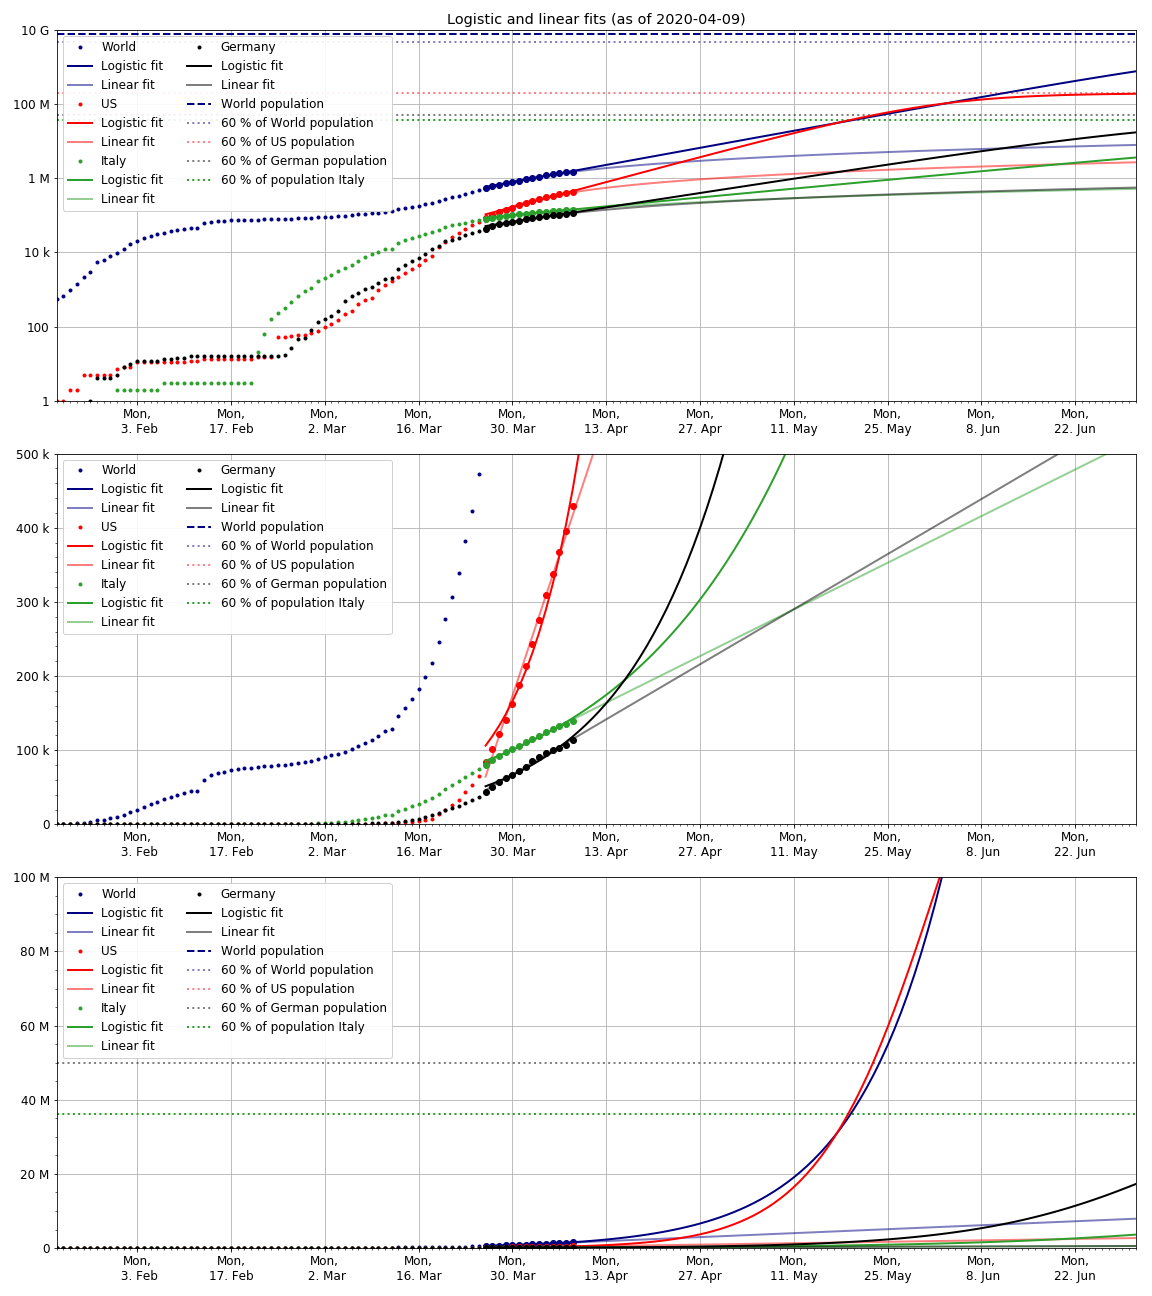 Logistic and linear fits (as of 2020-04-09)
10 G
100 M
1 M
10 k
100
1
World
Logistic fit
Linear fit
US
Logistic fit
Linear fit
Italy
Logistic fit
Linear fit
Germany
Logistic fit
Linear fit
World population
60 % of World population
60 % of US population
60 % of German population
60 % of population Italy
Mon,
3. Feb
Mon,
17. Feb
Mon,
2. Mar
Mon,
16. Mar
Mon,
30. Mar
Mon,
13. Apr
Mon,
27. Apr
Mon,
11. May
Mon,
25. May
Mon,
8. Jun
Mon,
22. Jun
500 k
400 k
300 k
200 k
100 k
0
World
Logistic fit
Linear fit
US
Logistic fit
Linear fit
Italy
Logistic fit
Linear fit
Germany
Logistic fit
Linear fit
World population
60 % of World population
60 % of US population
60 % of German population
60 % of population Italy
Mon,
3. Feb
Mon,
17. Feb
Mon,
2. Mar
Mon,
16. Mar
Mon,
30. Mar
Mon,
13. Apr
Mon,
27. Apr
Mon,
11. May
Mon,
25. May
Mon,
8. Jun
Mon,
22. Jun
100 M
80 M
60 M
40 M
20 M
0
World
Logistic fit
Linear fit
US
Logistic fit
Linear fit
Italy
Logistic fit
Linear fit
Germany
Logistic fit
Linear fit
World population
60 % of World population
60 % of US population
60 % of German population
60 % of population Italy
Mon,
3. Feb
Mon,
17. Feb
Mon,
2. Mar
Mon,
16. Mar
Mon,
30. Mar
Mon,
13. Apr
Mon,
27. Apr
Mon,
11. May
Mon,
25. May
Mon,
8. Jun
Mon,
22. Jun